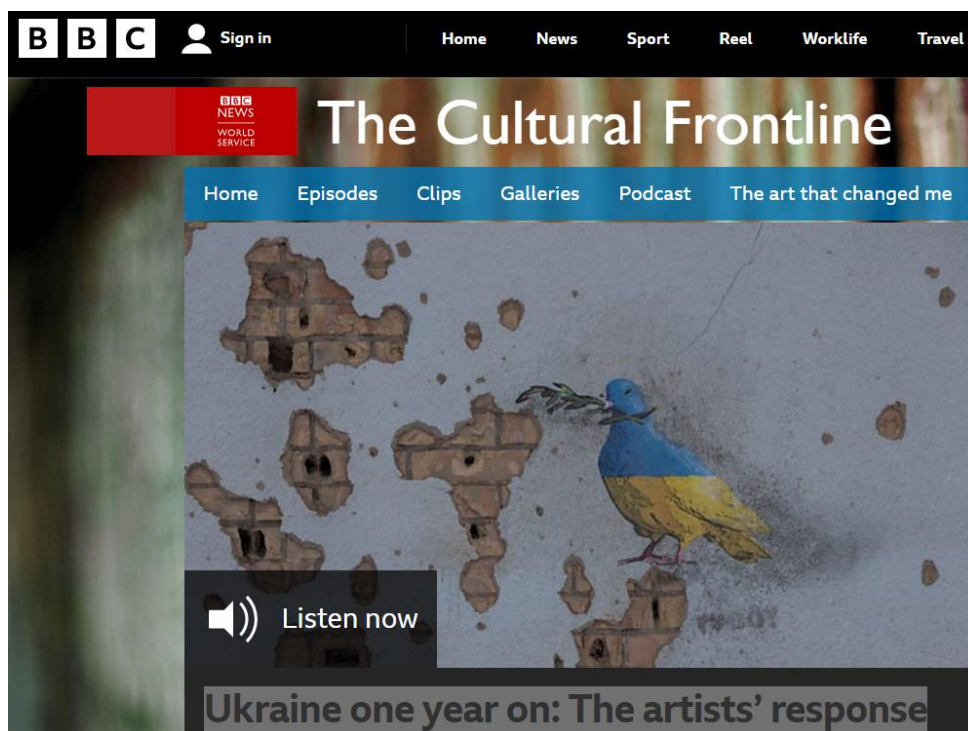 BBC Sign in Home News Sport Reel Worklife Travel
BBC
NEWS
WORLD
SERVICE
The Cultural Frontline
Home Episodes Clips Galleries Podcast The art that changed me
Listen now
Ukraine one year on: The artists’ response